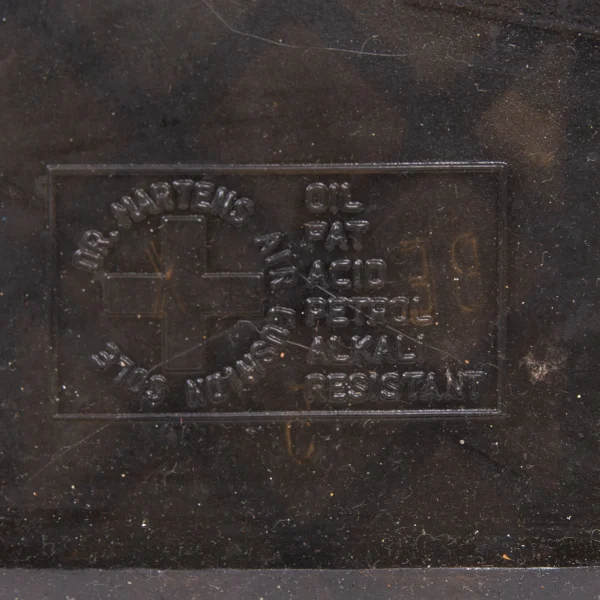 DR. MARTENS AIR CUSHION SOLE
OIL
FAT
ACID
PETROL
ALKALI
RESISTANT